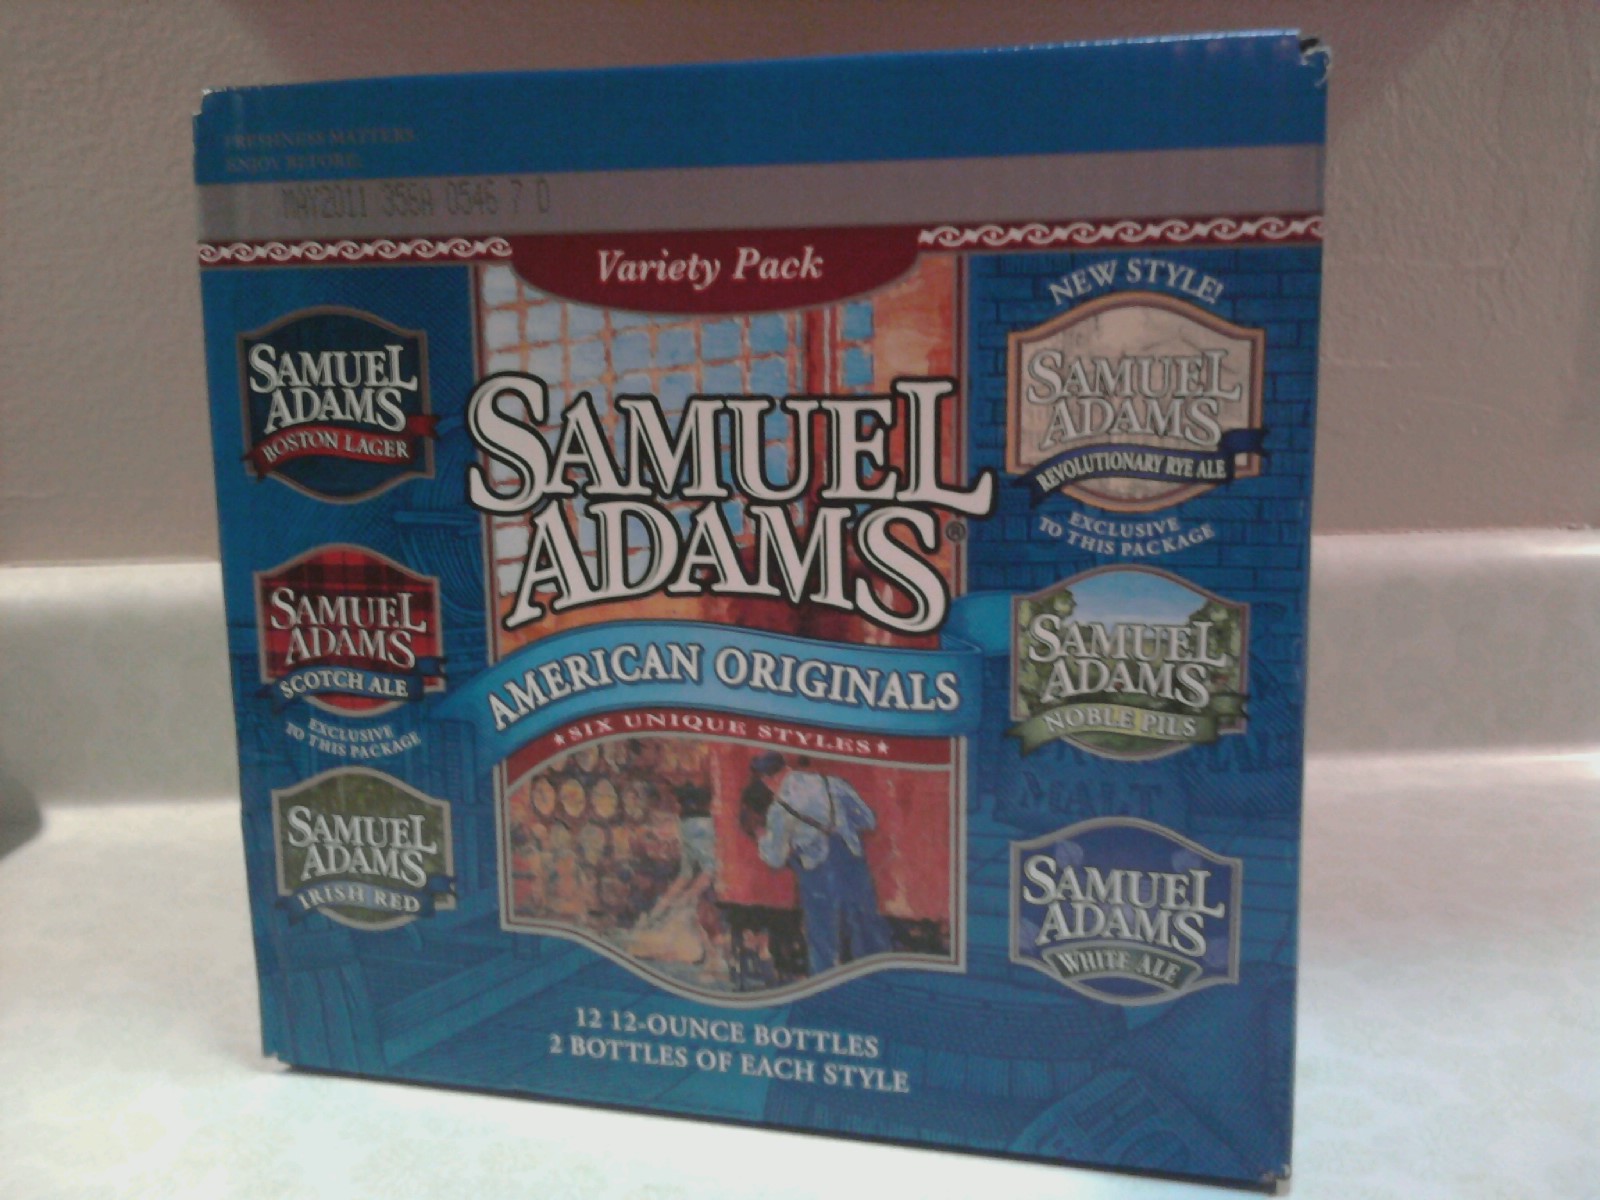 FRESHNESS MATTERS
ENJOY BEFORE
MAY2011 356A 0546 7 D
Variety Pack
SAMUEL
ADAMS®
AMERICAN ORIGINALS
★SIX UNIQUE STYLES★
SAMUEL
ADAMS
BOSTON LAGER
SAMUEL
ADAMS
SCOTCH ALE
EXCLUSIVE
TO THIS PACKAGE
SAMUEL
ADAMS
IRISH RED
NEW STYLE!
SAMUEL
ADAMS
REVOLUTIONARY RYE ALE
EXCLUSIVE
TO THIS PACKAGE
SAMUEL
ADAMS
NOBLE PILS
MALT
SAMUEL
ADAMS
WHITE ALE
12 12-OUNCE BOTTLES
2 BOTTLES OF EACH STYLE